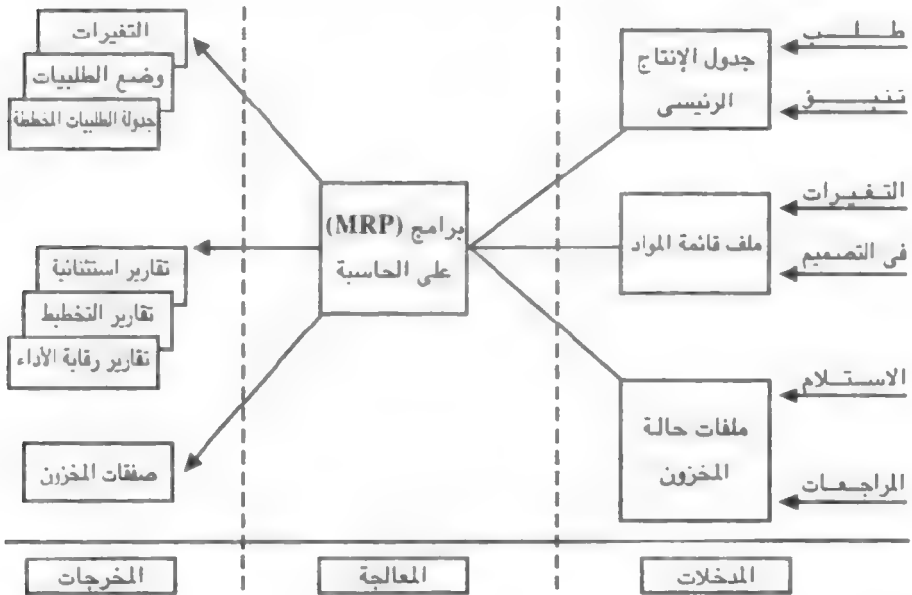 طلب
تنبؤ
جدول الإنتاج
الرئيسى
التغيرات
فى التصميم
ملف قائمة المواد
الاستلام
المراجعات
ملفات حالة
المخزون
برامج (MRP)
على الحاسبة
التغيرات
وضع الطلبيات
جدولة الطلبيات المخططة
تقارير استثنائية
تقارير التخطيط
تقارير رقابة الأداء
صفقات المخزون
المدخلات
المعالجة
المخرجات